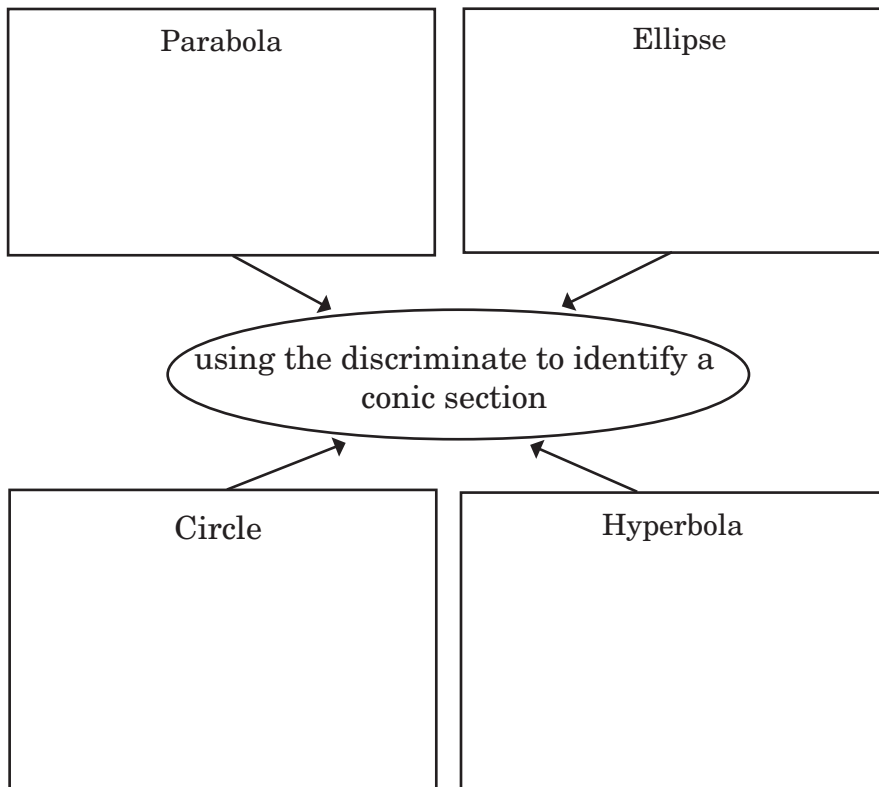 Parabola
Ellipse
using the discriminate to identify a
conic section
Circle
Hyperbola